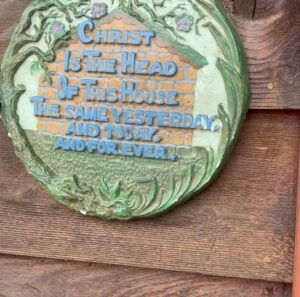 CHRIST
IS THE HEAD
OF THIS HOUSE
THE SAME YESTERDAY,
AND TODAY,
AND FOR EVER.